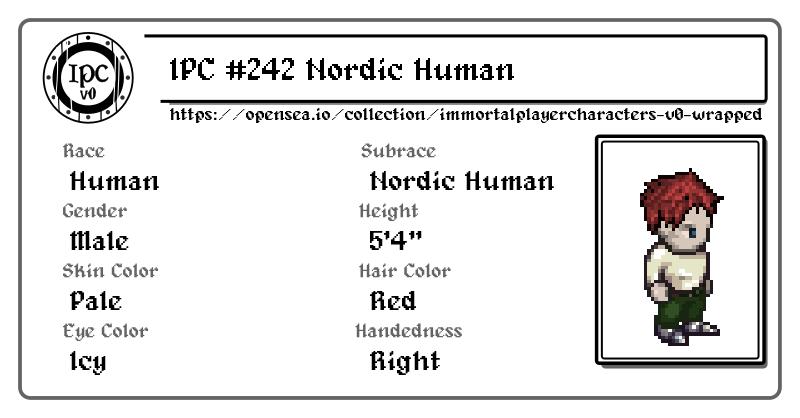 IPC
v0
IPC #242 Nordic Human
https://opensea.io/collection/immortalplayercharacters-v0-wrapped
Race
Subrace
Human
Nordic Human
Gender
Height
Male
5'4"
Skin Color
Hair Color
Pale
Red
Eye Color
Handedness
Icy
Right